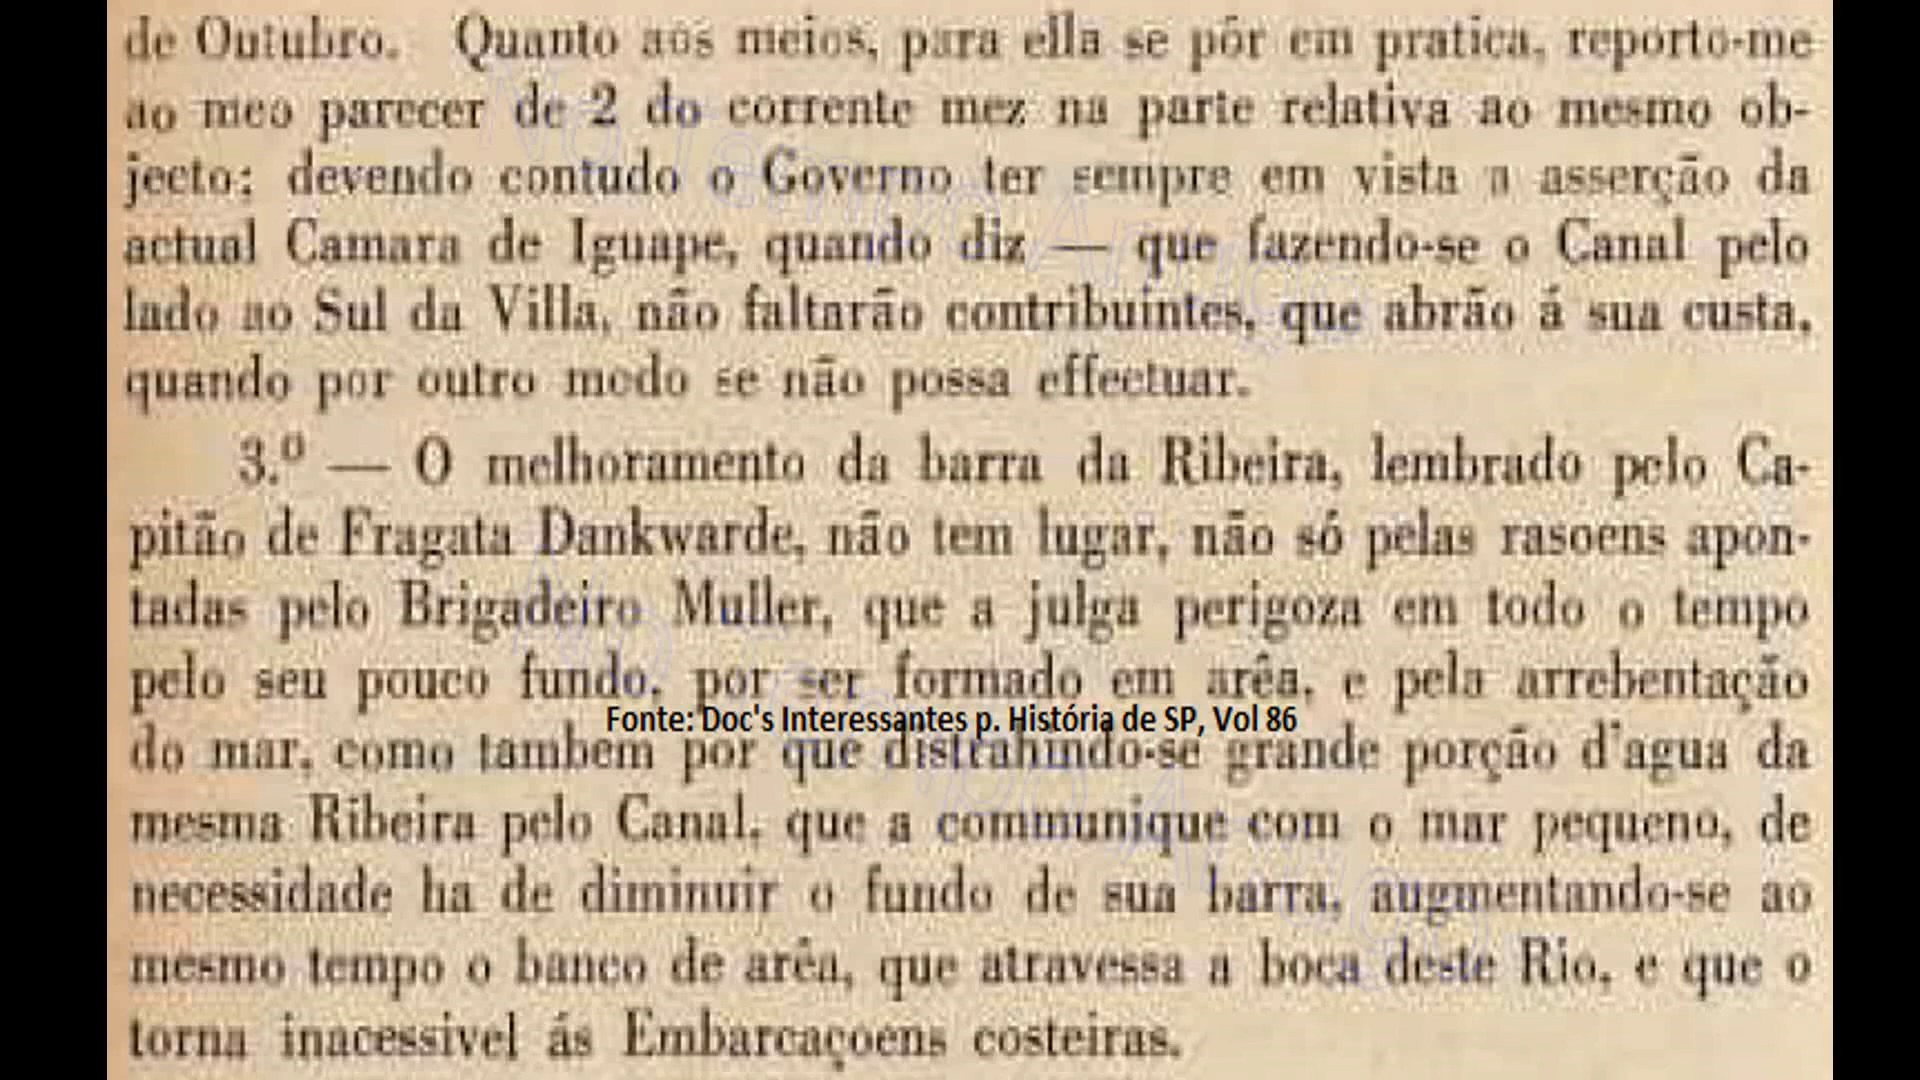 de Outubro. Quanto aos meios, para ella se pôr em pratica, reporto-me
ao meo parecer de 2 do corrente mez na parte relativa ao mesmo ob-
jecto; devendo contudo o Governo ter sempre em vista a asserção da
actual Camara de Iguape, quando diz — que fazendo-se o Canal pelo
lado ao Sul da Villa, não faltarão contribuintes, que abrão á sua custa,
quando por outro modo se não possa effectuar.
3.º — O melhoramento da barra da Ribeira, lembrado pelo Ca-
pitão de Fragata Dankwarde, não tem lugar, não só pelas rasoens apon-
tadas pelo Brigadeiro Muller, que a julga perigoza em todo o tempo
pelo seu pouco fundo, por ser formado em arêa, e pela arrebentação
Fonte: Doc's Interessantes p. História de SP, Vol 86
do mar, como tambem por que distrahindo-se grande porção d'agua da
mesma Ribeira pelo Canal, que a communique com o mar pequeno, de
necessidade ha de diminuir o fundo de sua barra, augmentando-se ao
mesmo tempo o banco de arêa, que atravessa a boca deste Rio, e que o
torna inacessivel ás Embarcaçoens costeiras.